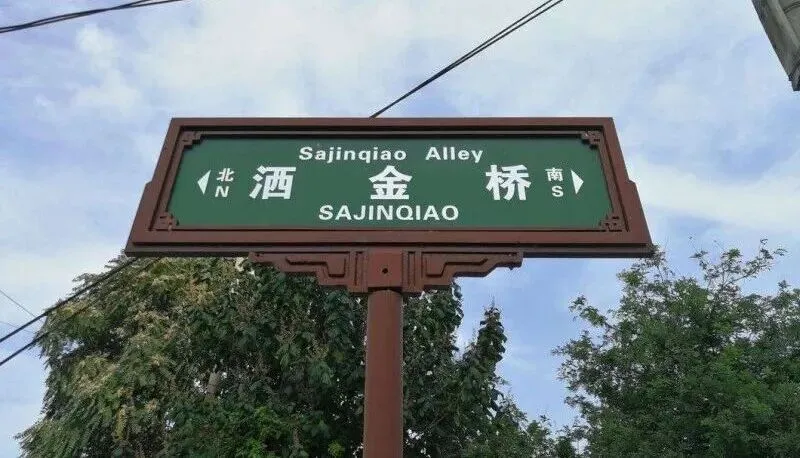 Sajinqiao Alley
北 洒金桥 南
N SAJINQIAO S